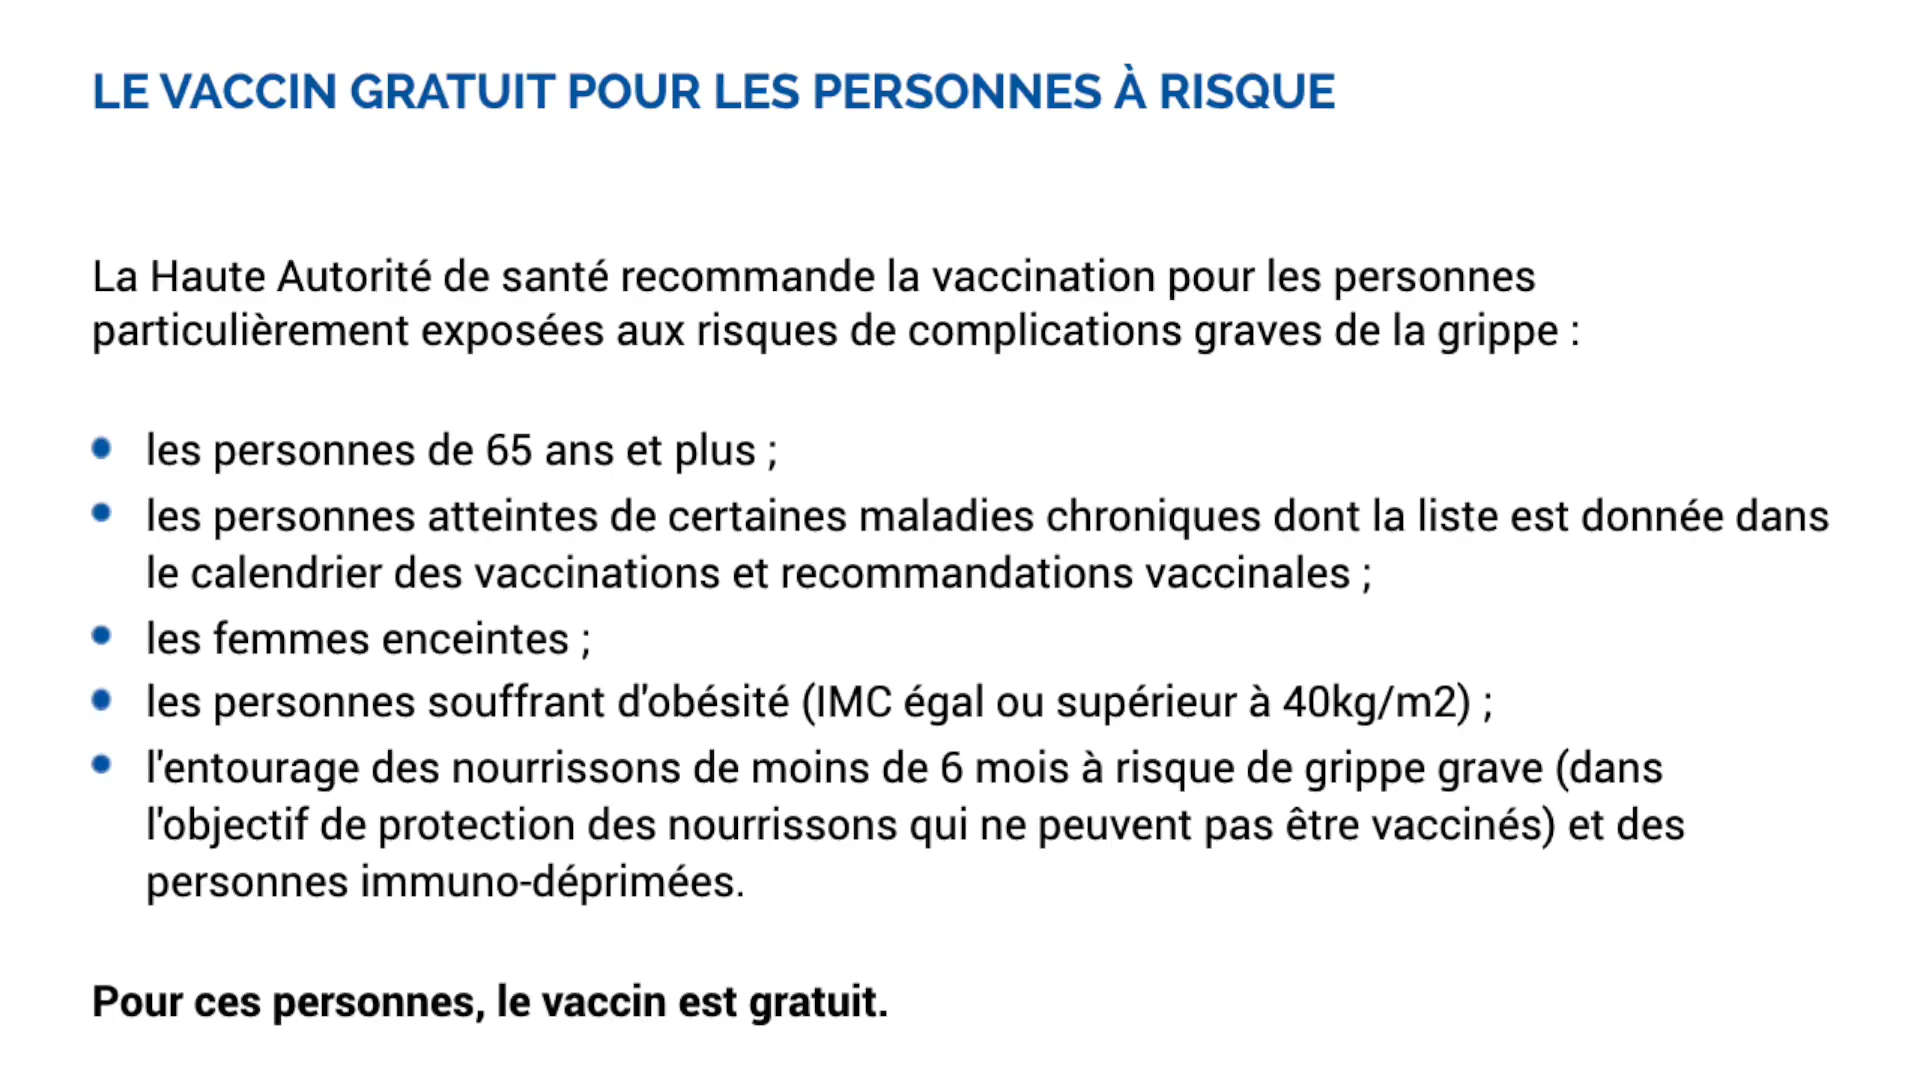 LE VACCIN GRATUIT POUR LES PERSONNES À RISQUE
La Haute Autorité de santé recommande la vaccination pour les personnes
particulièrement exposées aux risques de complications graves de la grippe :
• les personnes de 65 ans et plus ;
• les personnes atteintes de certaines maladies chroniques dont la liste est donnée dans
le calendrier des vaccinations et recommandations vaccinales ;
• les femmes enceintes ;
• les personnes souffrant d'obésité (IMC égal ou supérieur à 40kg/m2) ;
• l'entourage des nourrissons de moins de 6 mois à risque de grippe grave (dans
l'objectif de protection des nourrissons qui ne peuvent pas être vaccinés) et des
personnes immuno-déprimées.
Pour ces personnes, le vaccin est gratuit.